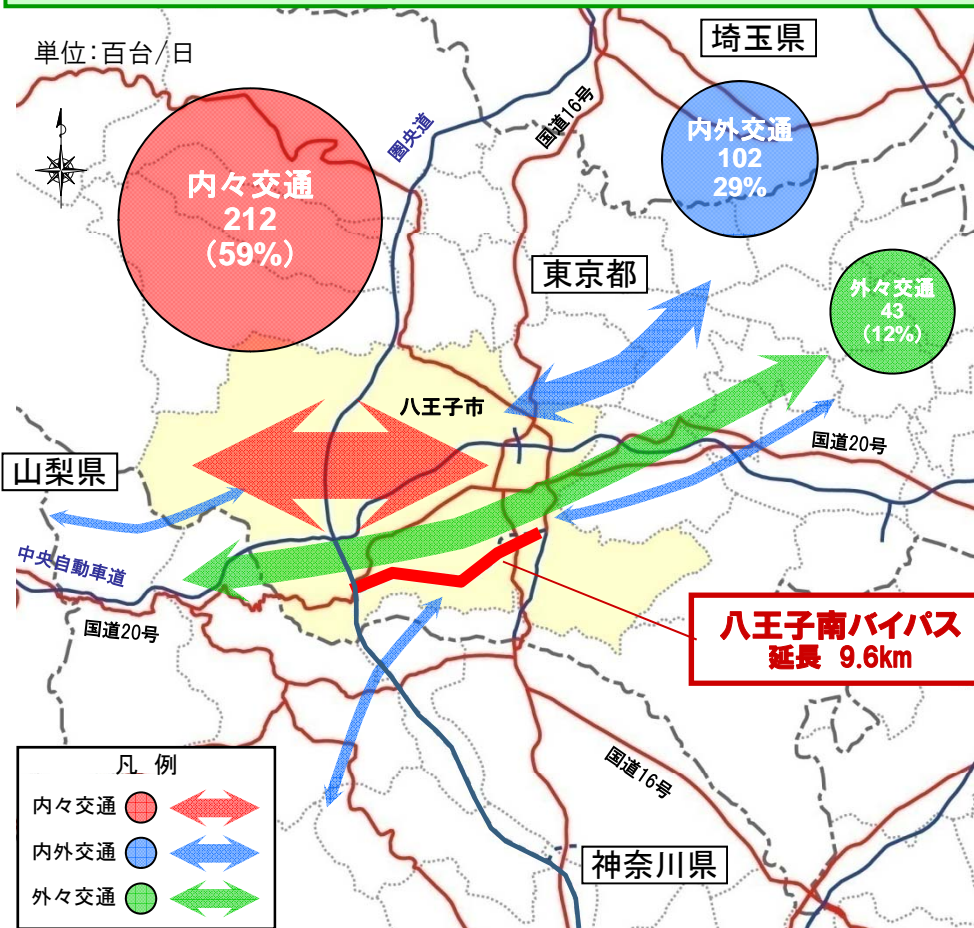 単位：百台/日
埼玉県
圏央道
国道16号
内々交通
212
（59%）
内外交通
102
29%
東京都
外々交通
43
(12%)
八王子市
国道20号
山梨県
中央自動車道
国道20号
八王子南バイパス
延長 9.6km
国道16号
神奈川県
凡 例
内々交通
内外交通
外々交通